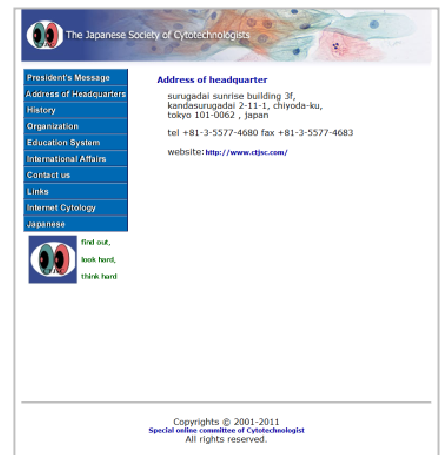 The Japanese Society of Cytotechnologists
President's Message
Address of Headquarters
History
Organization
Education System
International Affairs
Contact us
Links
Internet Cytology
Japanese
find out,
look hard,
think hard
Address of headquarter
surugadai sunrise building 3f,
kandasurugadai 2-11-1, chiyoda-ku,
tokyo 101-0062 , japan
tel +81-3-5577-4680 fax +81-3-5577-4683
website:http://www.ctjsc.com/
Copyrights © 2001-2011
Special online committee of Cytotechnologist
All rights reserved.